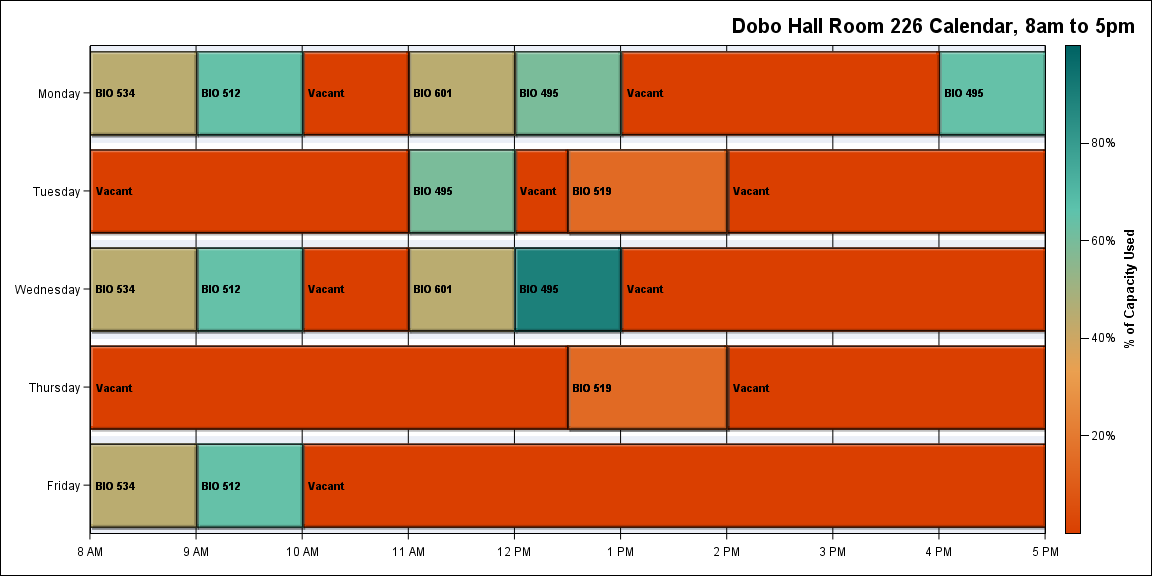 Dobo Hall Room 226 Calendar, 8am to 5pm
Monday
BIO 534
BIO 512
Vacant
BIO 601
BIO 495
Vacant
BIO 495
Tuesday
Vacant
BIO 495
Vacant
BIO 519
Vacant
Wednesday
BIO 534
BIO 512
Vacant
BIO 601
BIO 495
Vacant
Thursday
Vacant
BIO 519
Vacant
Friday
BIO 534
BIO 512
Vacant
8 AM
9 AM
10 AM
11 AM
12 PM
1 PM
2 PM
3 PM
4 PM
5 PM
80%
60%
40%
20%
% of Capacity Used